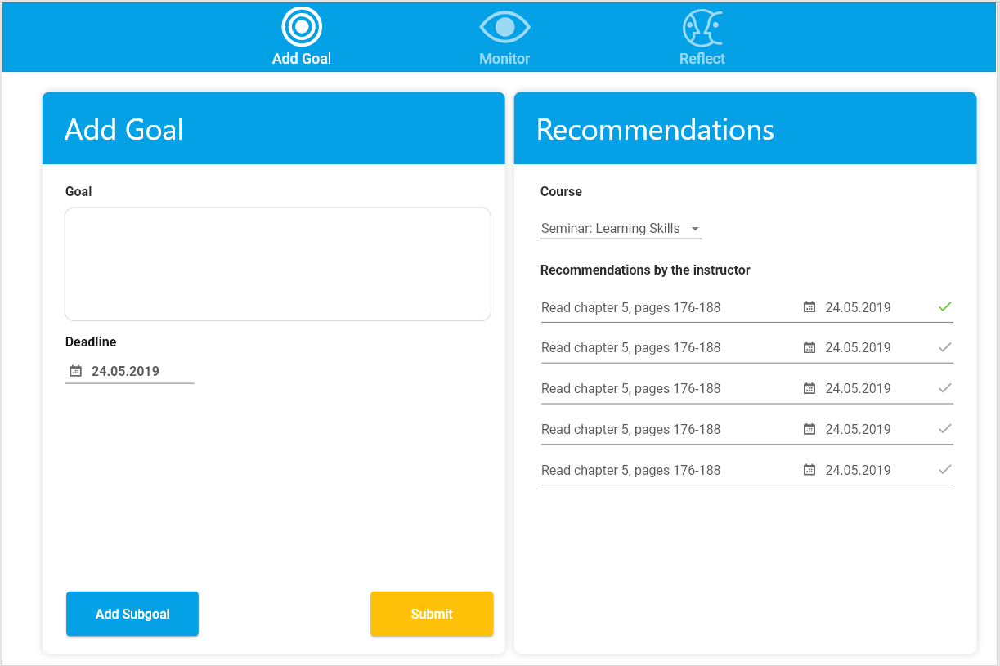 Add Goal
Monitor
Reflect
Add Goal
Goal
Deadline
24.05.2019
Add Subgoal
Submit
Recommendations
Course
Seminar: Learning Skills
Recommendations by the instructor
Read chapter 5, pages 176-188 24.05.2019
Read chapter 5, pages 176-188 24.05.2019
Read chapter 5, pages 176-188 24.05.2019
Read chapter 5, pages 176-188 24.05.2019
Read chapter 5, pages 176-188 24.05.2019